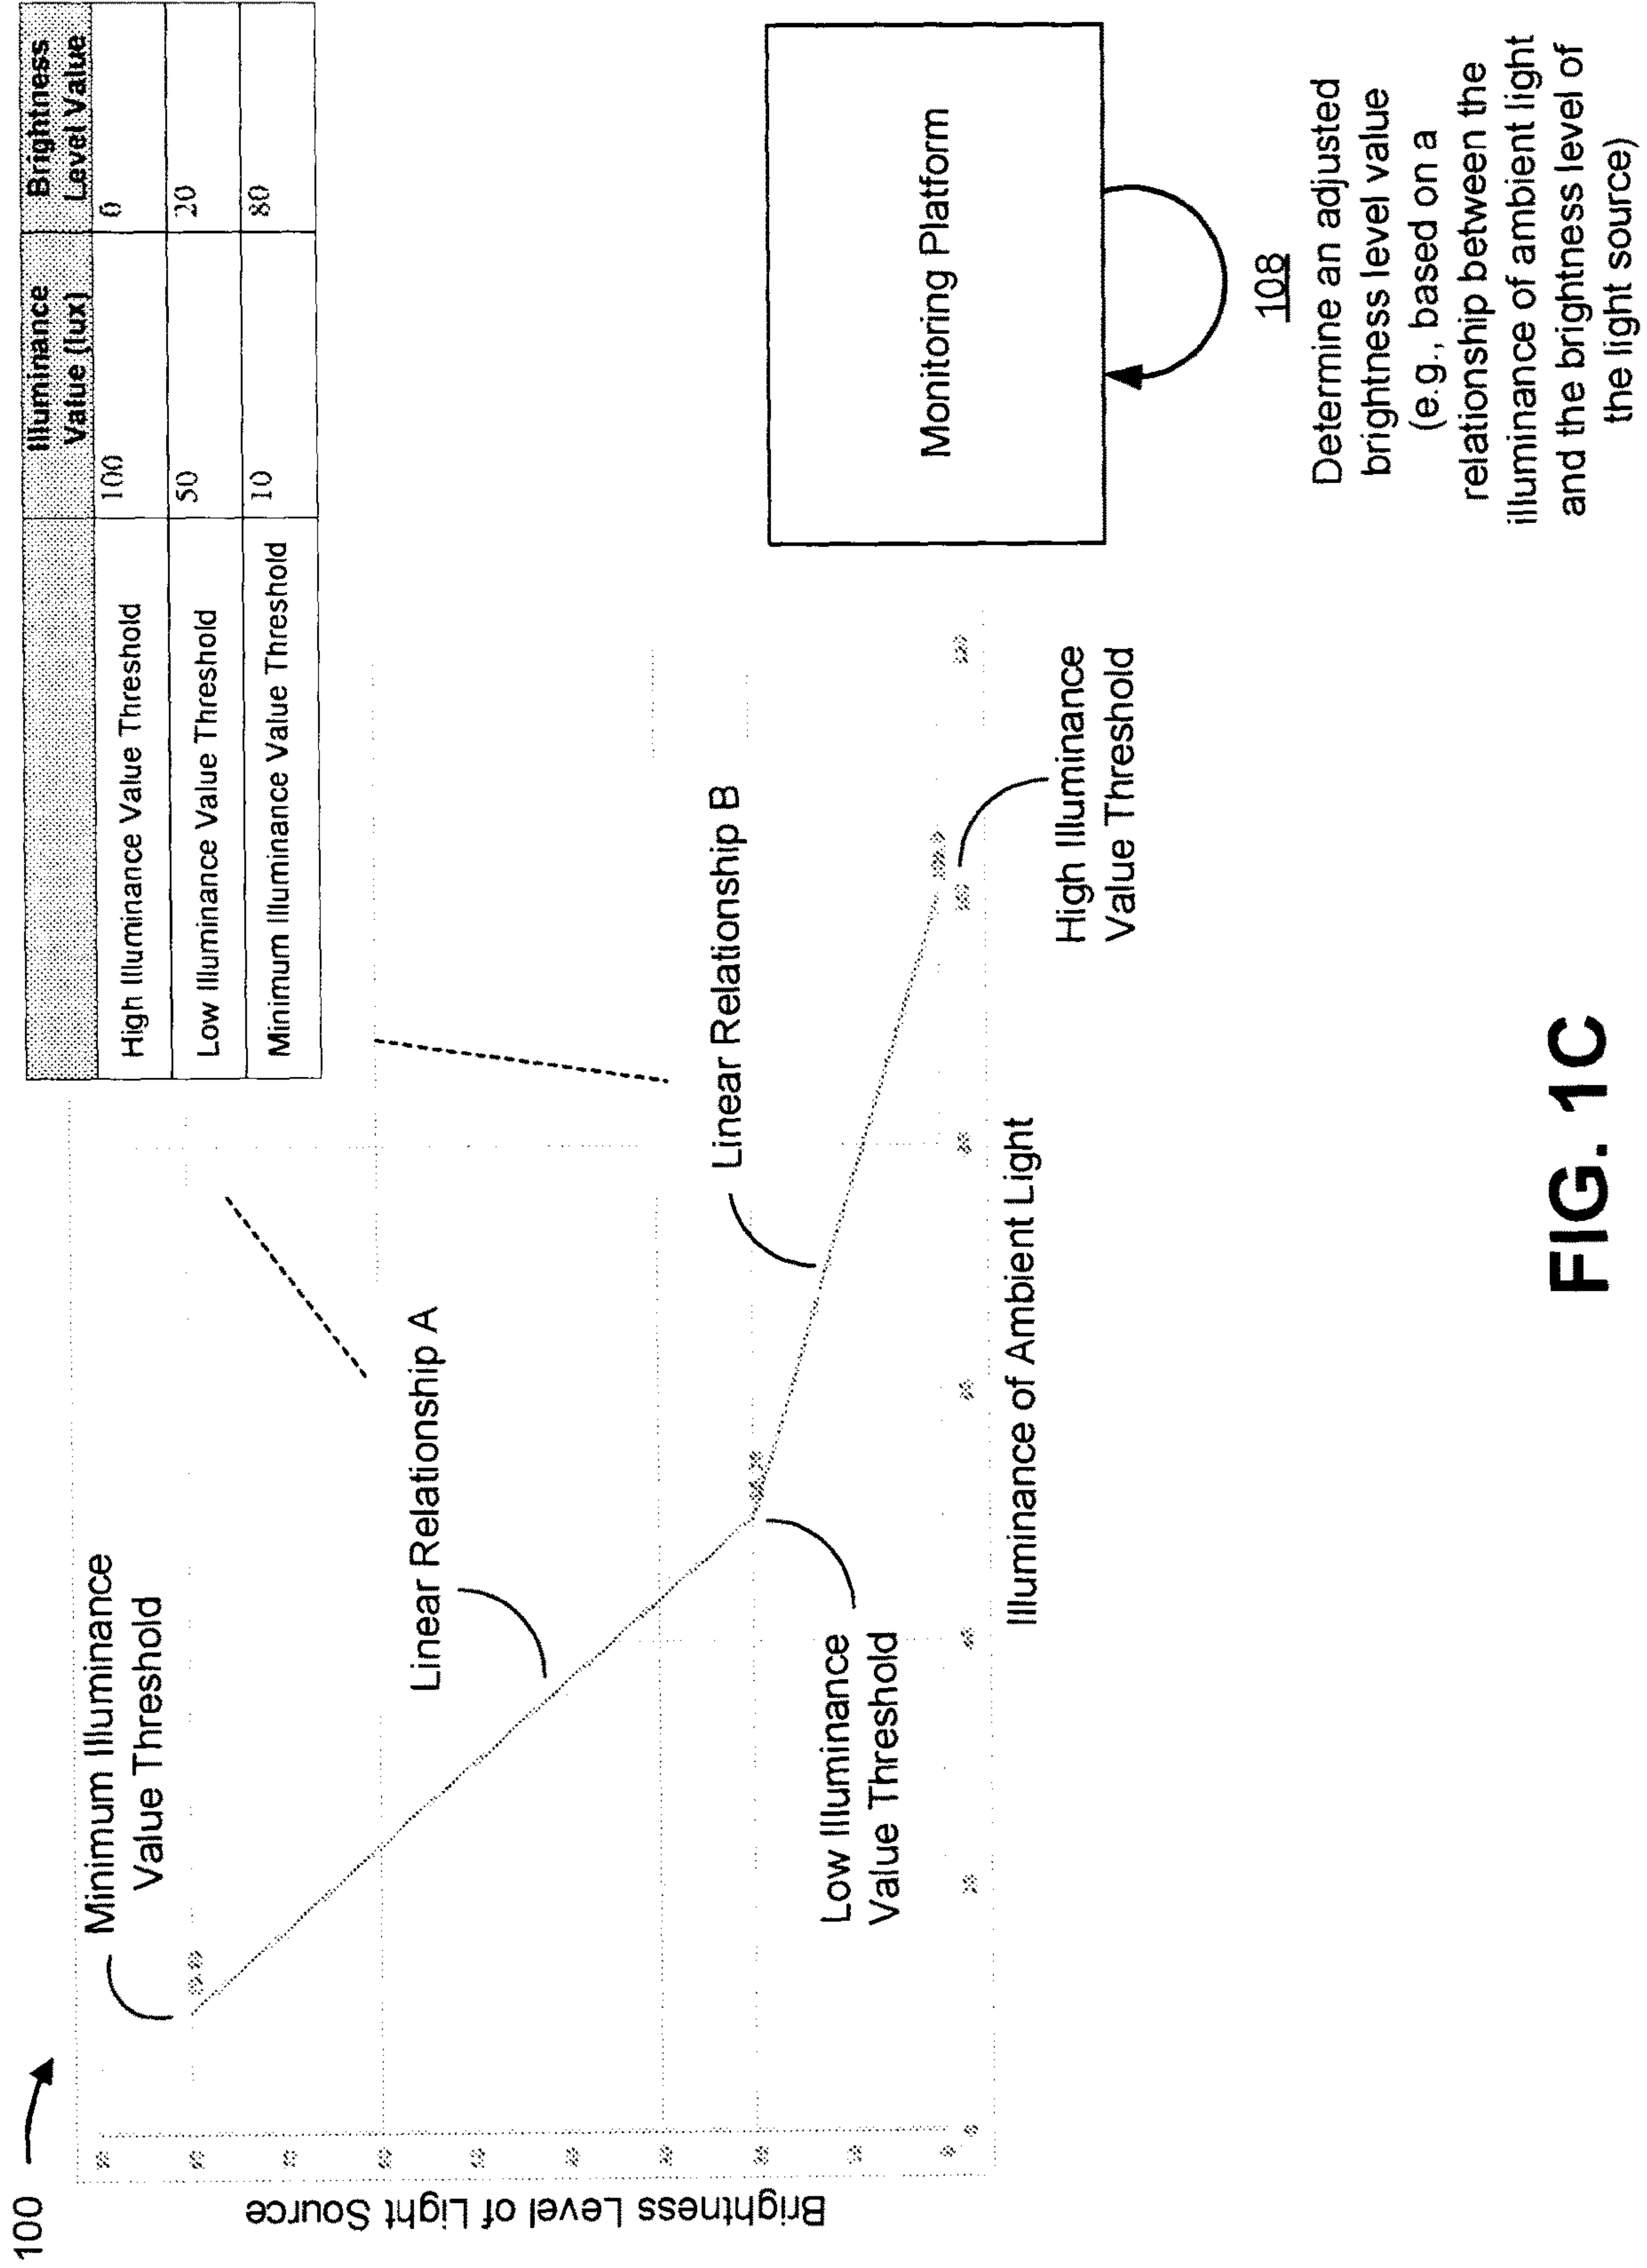 100
Illuminance
Value (lux)
Brightness
Level Value
High Illuminance Value Threshold
100
0
Low Illuminance Value Threshold
50
20
Minimum Illuminance Value Threshold
10
80
Minimum Illuminance
Value Threshold
Linear Relationship A
Linear Relationship B
Low Illuminance
Value Threshold
High Illuminance
Value Threshold
Brightness Level of Light Source
Illuminance of Ambient Light
Monitoring Platform
108
Determine an adjusted
brightness level value
(e.g., based on a
relationship between the
illuminance of ambient light
and the brightness level of
the light source)
FIG. 1C